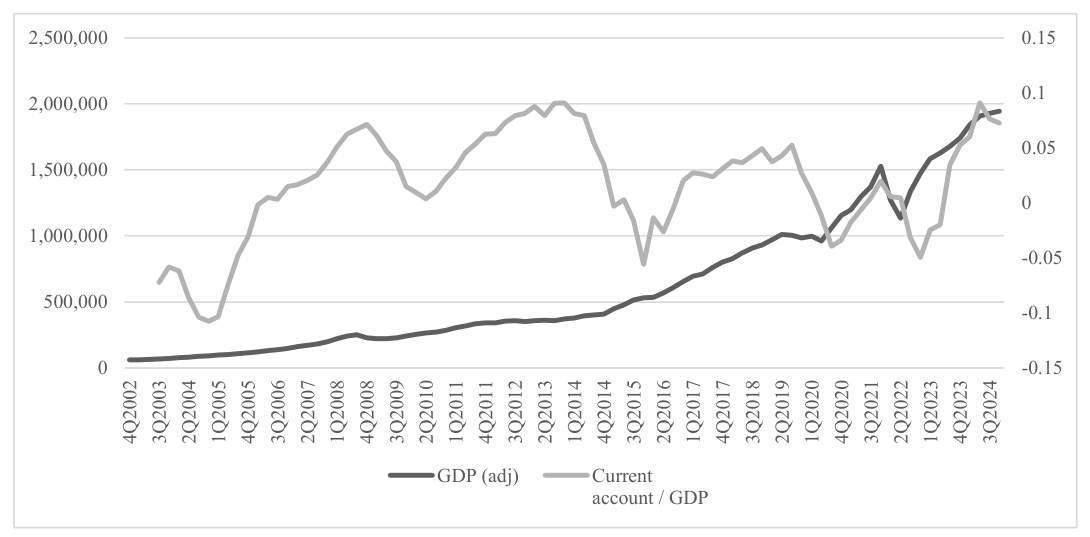 2,500,000
2,000,000
1,500,000
1,000,000
500,000
0
0.15
0.1
0.05
0
-0.05
-0.1
-0.15
4Q2002
3Q2003
2Q2004
1Q2005
4Q2005
3Q2006
2Q2007
1Q2008
4Q2008
3Q2009
2Q2010
1Q2011
4Q2011
3Q2012
2Q2013
1Q2014
4Q2014
3Q2015
2Q2016
1Q2017
4Q2017
3Q2018
2Q2019
1Q2020
4Q2020
3Q2021
2Q2022
1Q2023
4Q2023
3Q2024
GDP (adj)
Current
account / GDP